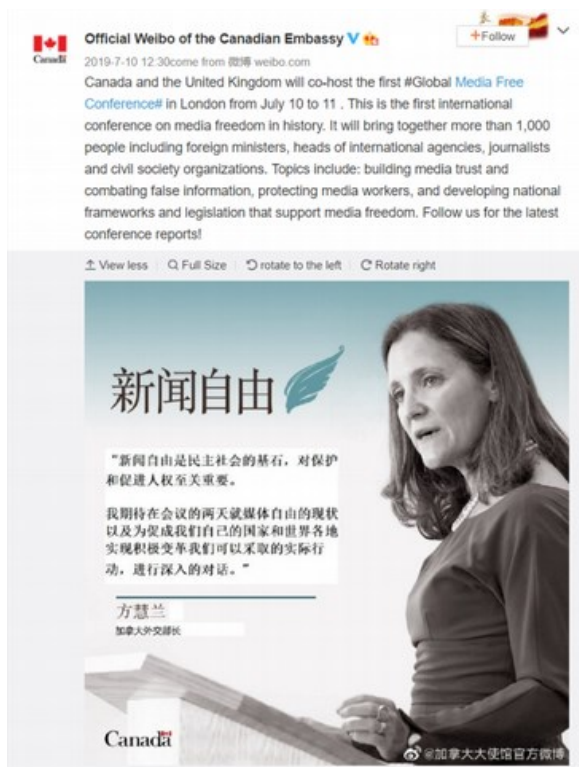 Official Weibo of the Canadian Embassy
+Follow
Canada
2019-7-10 12:30come from 微博 weibo.com
Canada and the United Kingdom will co-host the first #Global Media Free
Conference# in London from July 10 to 11 . This is the first international
conference on media freedom in history. It will bring together more than 1,000
people including foreign ministers, heads of international agencies, journalists
and civil society organizations. Topics include: building media trust and
combating false information, protecting media workers, and developing national
frameworks and legislation that support media freedom. Follow us for the latest
conference reports!
View less
Full Size
rotate to the left
Rotate right
新闻自由
“新闻自由是民主社会的基石，对保护
和促进人权至关重要。
我期待在会议的两天就媒体自由的现状
以及为促成我们自己的国家和世界各地
实现积极变革我们可以采取的实际行
动，进行深入的对话。”
方慧兰
加拿大外交部长
Canada
@加拿大大使馆官方微博